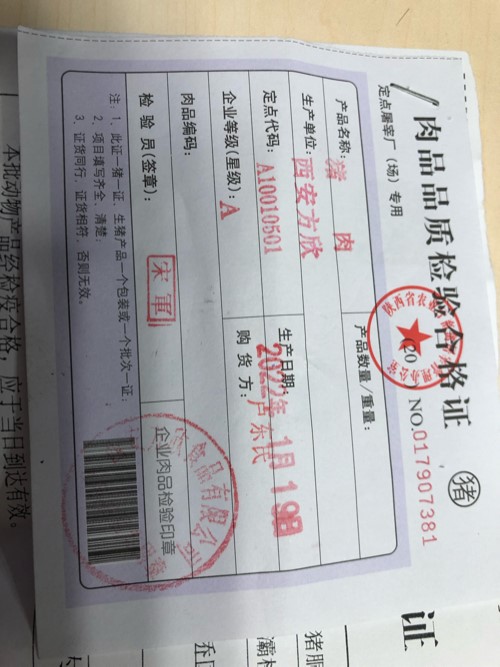 肉品品质检验合格证 猪
定点屠宰厂（场）专用
NO.017907381
产品名称：猪肉
产品数量/重量：
生产单位：西安方欣
生产日期：2022年1月19日
定点代码：A10010501
购货方：卢东民
企业等级(星级)：A
肉品编码：
检验员(签章)：宋軍
企业肉品检验印章
注：1、此证一猪一证，生猪产品一个包装或一个批次一证；
2、项目填写齐全，清楚；
3、证货同行，证货相符，否则无效。
本批动物产品经检疫合格，应于当日到达有效。
证